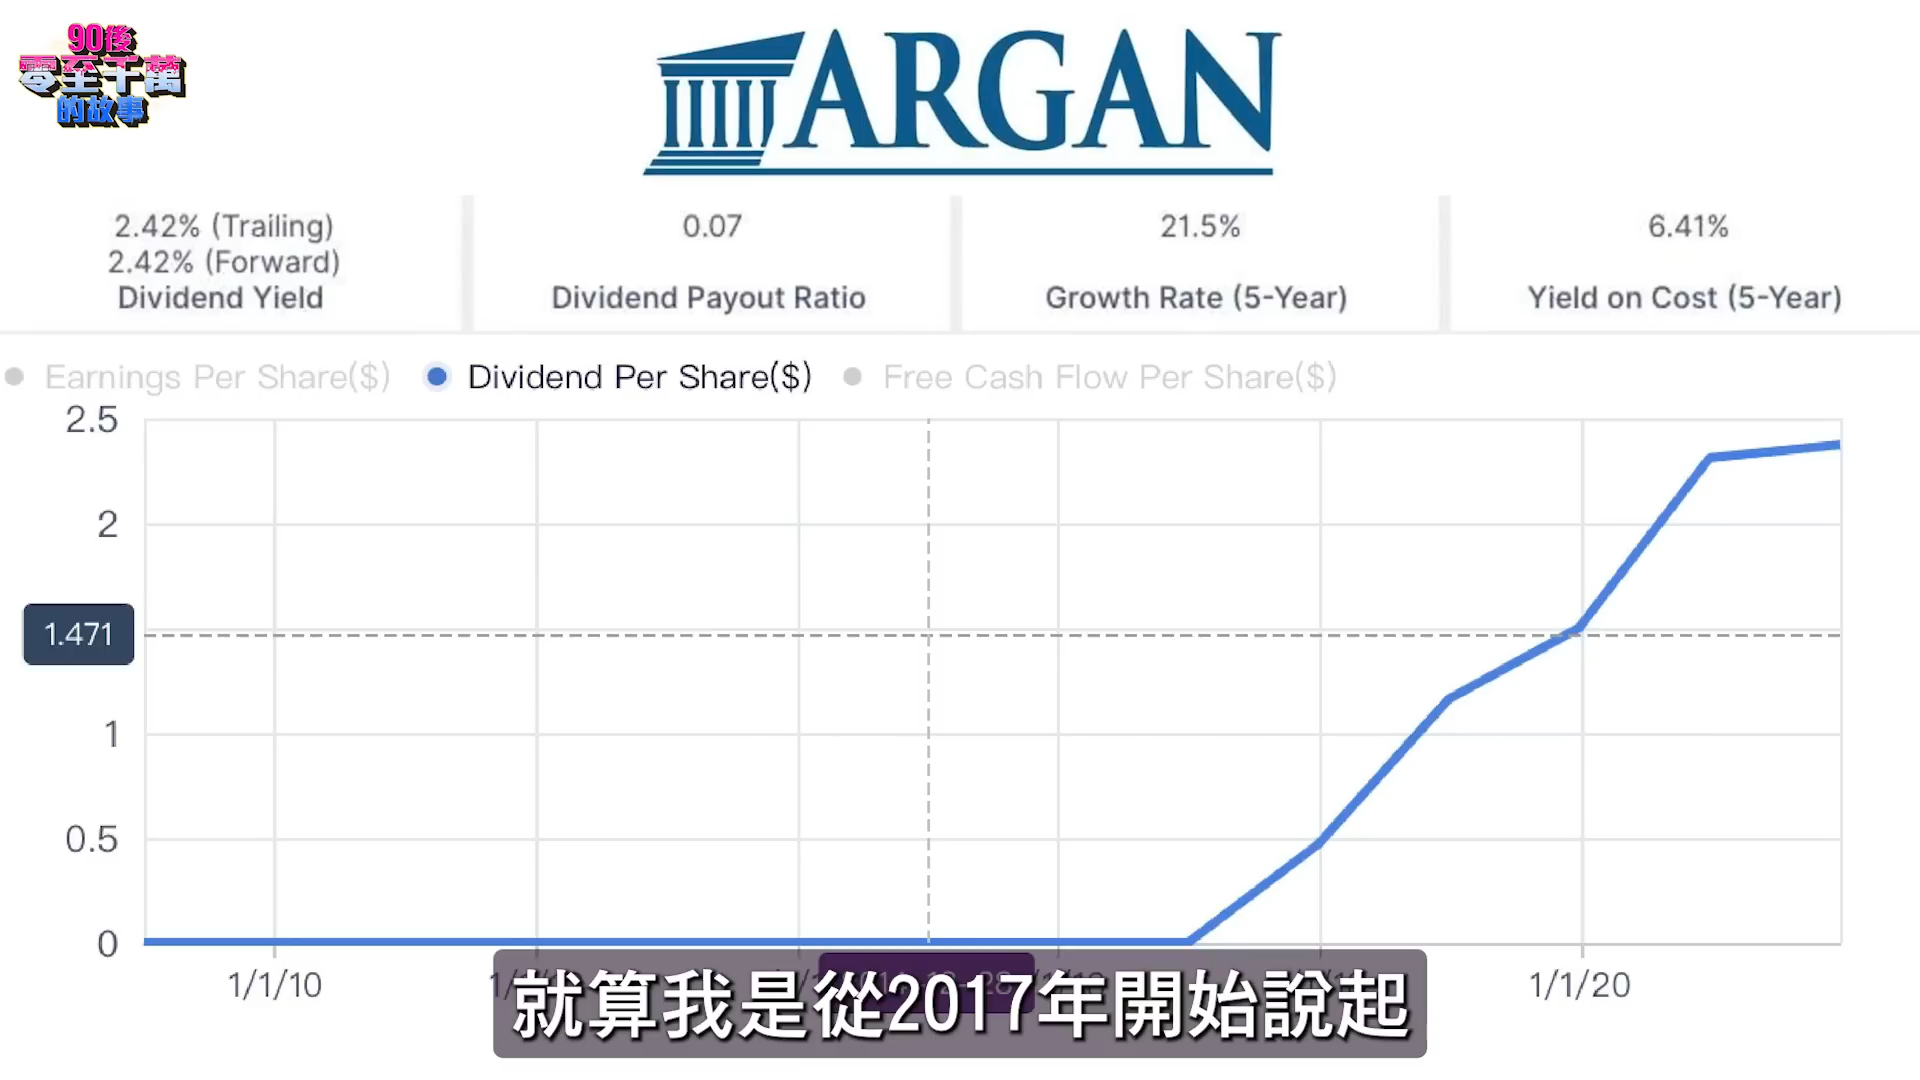 90後
零至千萬
的故事
ARGAN
2.42% (Trailing)
2.42% (Forward)
Dividend Yield
0.07
Dividend Payout Ratio
21.5%
Growth Rate (5-Year)
6.41%
Yield on Cost (5-Year)
Earnings Per Share($)
Dividend Per Share($)
Free Cash Flow Per Share($)
2.5
2
1.471
1
0.5
0
1/1/10
1/1/20
就算我是從2017年開始說起